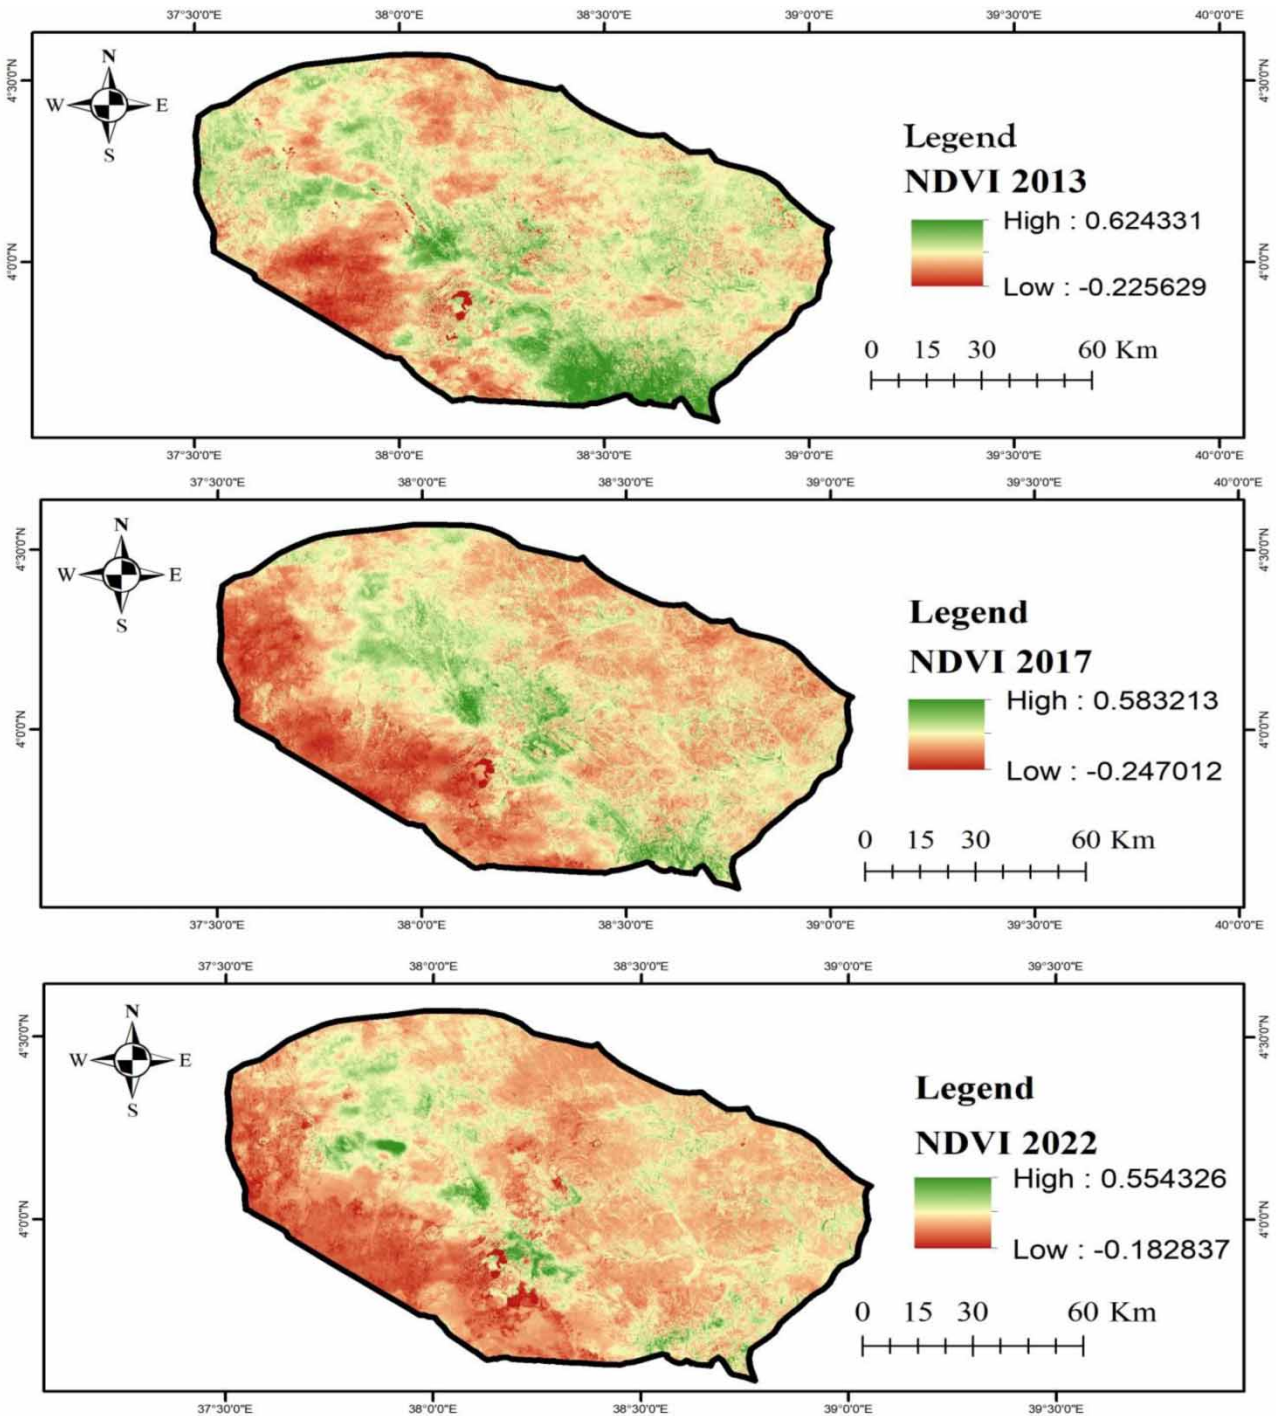 37°30'0"E 38°0'0"E 38°30'0"E 39°0'0"E 39°30'0"E 40°0'0"E
4°30'0"N
4°0'0"N
N
W E
S
Legend
NDVI 2013
High : 0.624331
Low : -0.225629
0 15 30 60 Km
4°30'0"N
4°0'0"N
37°30'0"E 38°0'0"E 38°30'0"E 39°0'0"E 39°30'0"E 40°0'0"E
37°30'0"E 38°0'0"E 38°30'0"E 39°0'0"E 39°30'0"E 40°0'0"E
4°30'0"N
4°0'0"N
N
W E
S
Legend
NDVI 2017
High : 0.583213
Low : -0.247012
0 15 30 60 Km
4°30'0"N
4°0'0"N
37°30'0"E 38°0'0"E 38°30'0"E 39°0'0"E 39°30'0"E 40°0'0"E
37°30'0"E 38°0'0"E 38°30'0"E 39°0'0"E 39°30'0"E
4°30'0"N
4°0'0"N
N
W E
S
Legend
NDVI 2022
High : 0.554326
Low : -0.182837
0 15 30 60 Km
4°30'0"N
4°0'0"N
37°30'0"E 38°0'0"E 38°30'0"E 39°0'0"E 39°30'0"E